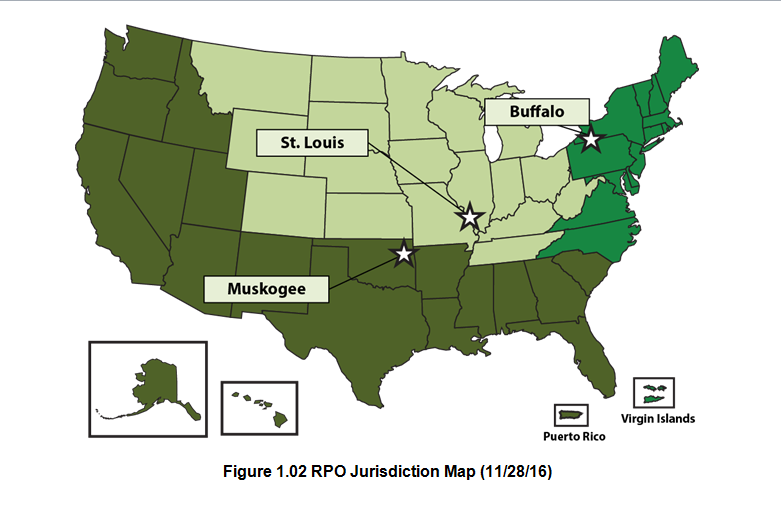 Buffalo
St. Louis
Muskogee
Virgin Islands
Puerto Rico
Figure 1.02 RPO Jurisdiction Map (11/28/16)